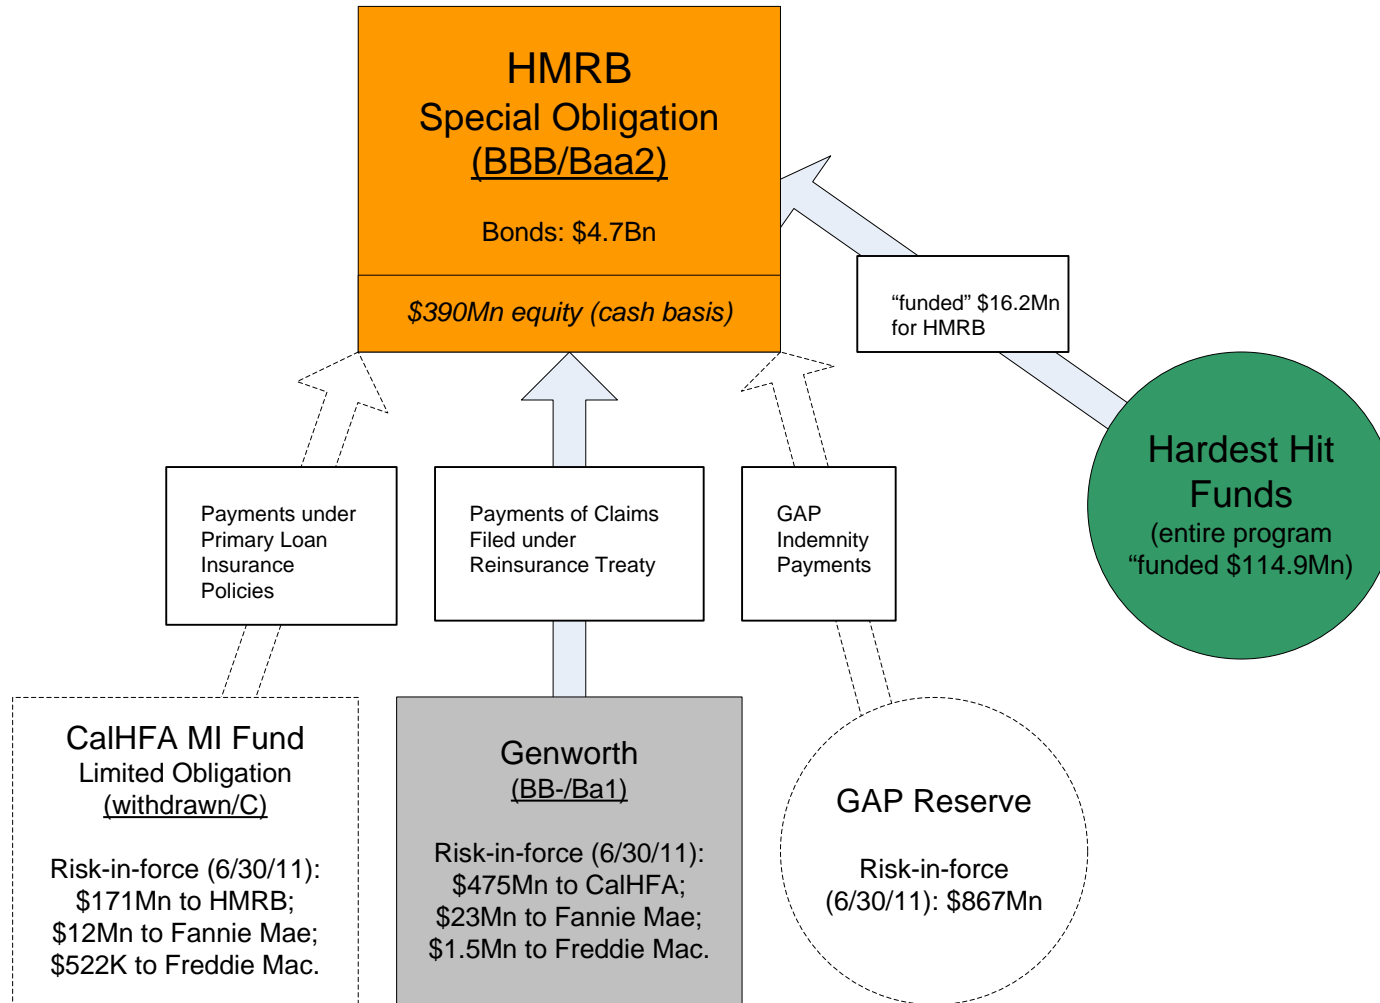 HMRB
Special Obligation
(BBB/Baa2)
Bonds: $4.7Bn
$390Mn equity (cash basis)
“funded” $16.2Mn
for HMRB
Hardest Hit
Funds
(entire program
“funded $114.9Mn)
Payments under
Primary Loan
Insurance
Policies
Payments of Claims
Filed under
Reinsurance Treaty
GAP
Indemnity
Payments
CalHFA MI Fund
Limited Obligation
(withdrawn/C)
Risk-in-force (6/30/11):
$171Mn to HMRB;
$12Mn to Fannie Mae;
$522K to Freddie Mac.
Genworth
(BB-/Ba1)
Risk-in-force (6/30/11):
$475Mn to CalHFA;
$23Mn to Fannie Mae;
$1.5Mn to Freddie Mac.
GAP Reserve
Risk-in-force
(6/30/11): $867Mn